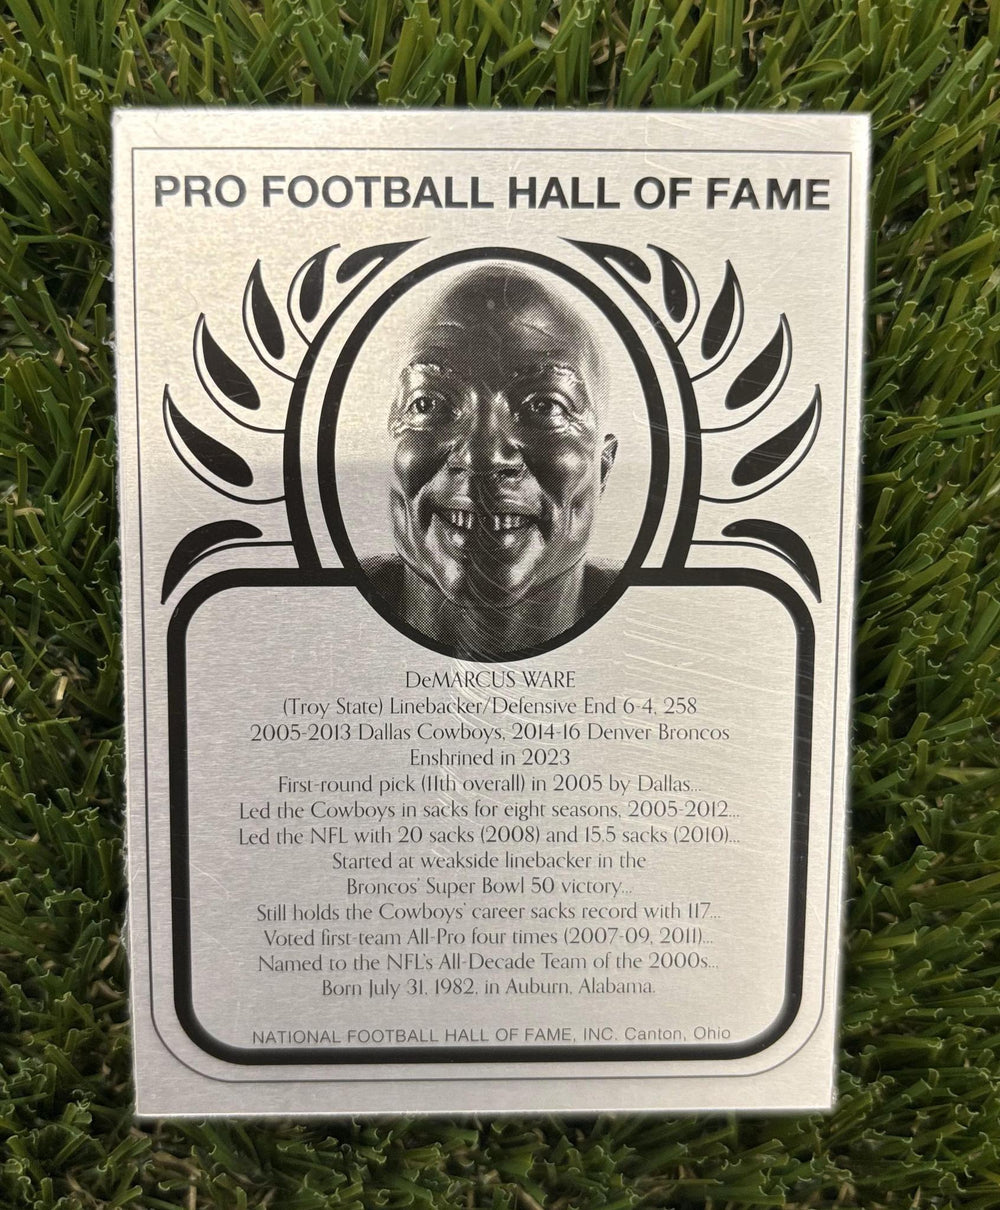 PRO FOOTBALL HALL OF FAME
DeMARCUS WARE
(Troy State) Linebacker/Defensive End 6-4, 258
2005-2013 Dallas Cowboys, 2014-16 Denver Broncos
Enshrined in 2023
First-round pick (11th overall) in 2005 by Dallas...
Led the Cowboys in sacks for eight seasons, 2005-2012...
Led the NFL with 20 sacks (2008) and 15.5 sacks (2010)...
Started at weakside linebacker in the
Broncos' Super Bowl 50 victory...
Still holds the Cowboys' career sacks record with 117...
Voted first-team All-Pro four times (2007-09, 2011)...
Named to the NFL's All-Decade Team of the 2000s...
Born July 31, 1982, in Auburn, Alabama.
NATIONAL FOOTBALL HALL OF FAME, INC. Canton, Ohio